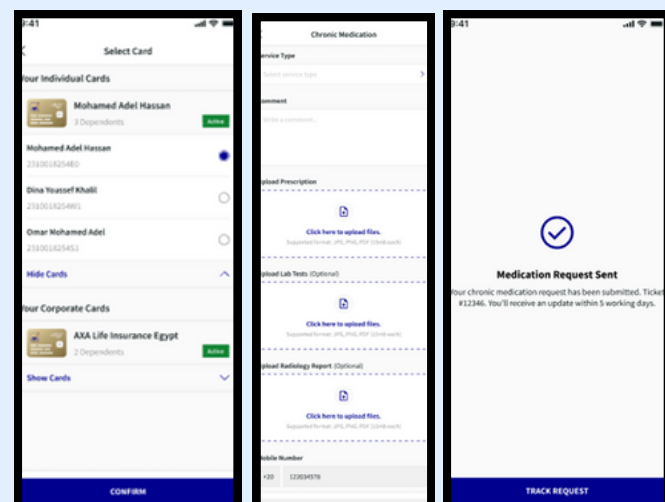 9:41
Select Card
Your Individual Cards
Mohamed Adel Hassan
3 Dependents
Active
Mohamed Adel Hassan
Dina Youssef Khalil
Omar Mohamed Adel
Hide Cards
Your Corporate Cards
AXA Life Insurance Egypt
2 Dependents
Active
Show Cards
CONFIRM
Chronic Medication
Service Type
Select service type
Comment
Write a comment...
Upload Prescription
Click here to upload files.
Supported format: JPG, PNG, PDF (10mb each)
Upload Lab Tests (Optional)
Click here to upload files.
Supported format: JPG, PNG, PDF (10mb each)
Upload Radiology Report (Optional)
Click here to upload files.
Supported format: JPG, PNG, PDF (10mb each)
Mobile Number
+20
9:41
Medication Request Sent
Your chronic medication request has been submitted. Ticket
#12346. You'll receive an update within 5 working days.
TRACK REQUEST